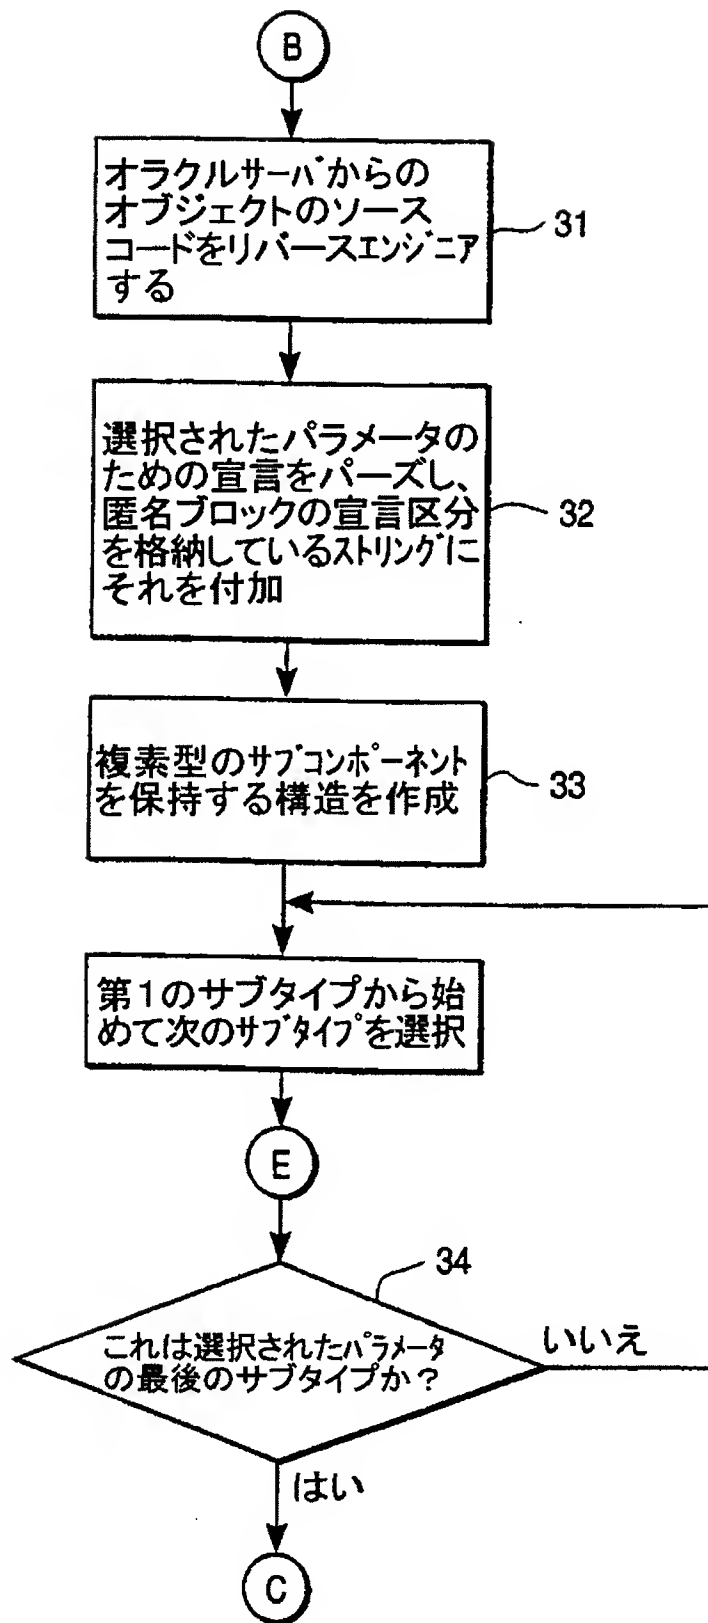 B
オラクルサーバからの
オブジェクトのソース
コードをリバースエンジニア
する
31
選択されたパラメータの
ための宣言をパーズし、
匿名ブロックの宣言区分
を格納しているストリングに
それを付加
32
複素型のサブコンポーネント
を保持する構造を作成
33
第1のサブタイプから始
めて次のサブタイプを選択
E
34
これは選択されたパラメータ
の最後のサブタイプか?
いいえ
はい
C